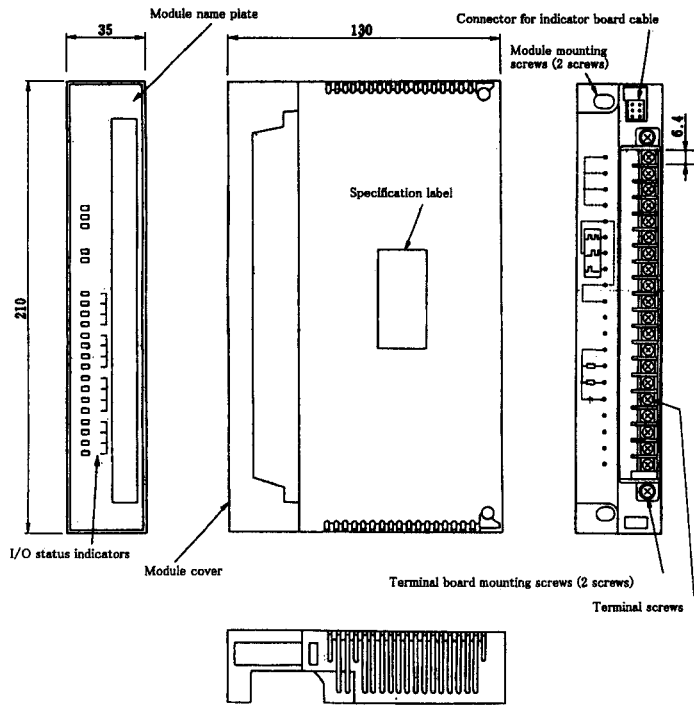 Module name plate
Connector for indicator board cable
35
130
Module mounting
screws (2 screws)
6.4
Specification label
210
I/O status indicators
Module cover
Terminal board mounting screws (2 screws)
Terminal screws